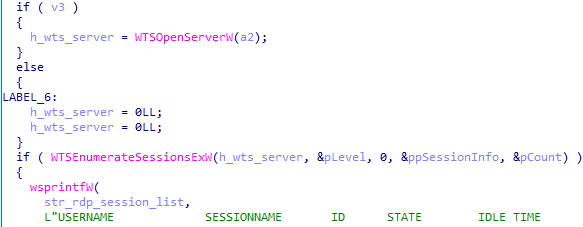 if ( v3 )
{
h_wts_server = WTSOpenServerW(a2);
}
else
{
LABEL_6:
h_wts_server = 0LL;
h_wts_server = 0LL;
}
if ( WTSEnumerateSessionsExW(h_wts_server, &pLevel, 0, &ppSessionInfo, &pCount) )
{
wsprintfW(
str_rdp_session_list,
L"USERNAME              SESSIONNAME        ID      STATE         IDLE TIME